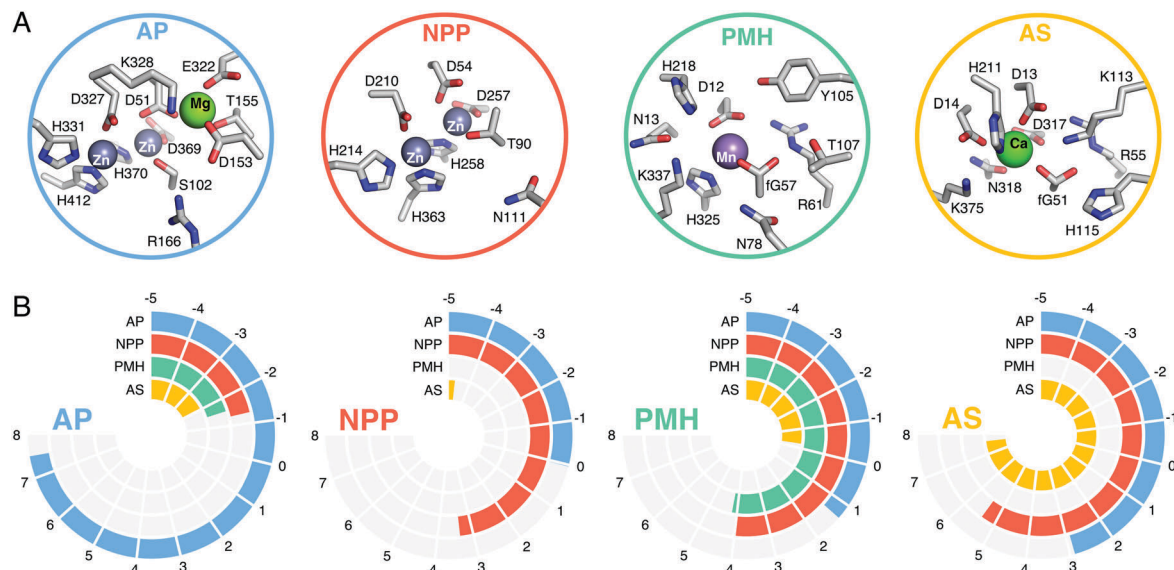 A
AP
NPP
PMH
AS
K328
E322
D327
D51
Mg
T155
H331
Zn
Zn
D369
D153
H370
S102
H412
R166
D54
D210
D257
Zn
T90
H214
Zn
H258
H363
N111
H218
D12
Y105
N13
Mn
T107
K337
fG57
R61
H325
N78
H211
D13
K113
D14
D317
Ca
R55
N318
K375
fG51
H115
B
-5
-4
-3
-2
-1
0
1
2
3
4
5
6
7
8
AP
NPP
PMH
AS
AP
-5
-4
-3
-2
-1
0
1
2
3
4
5
6
7
8
AP
NPP
PMH
AS
NPP
-5
-4
-3
-2
-1
0
1
2
3
4
5
6
7
8
AP
NPP
PMH
AS
PMH
-5
-4
-3
-2
-1
0
1
2
3
4
5
6
7
8
AP
NPP
PMH
AS
AS